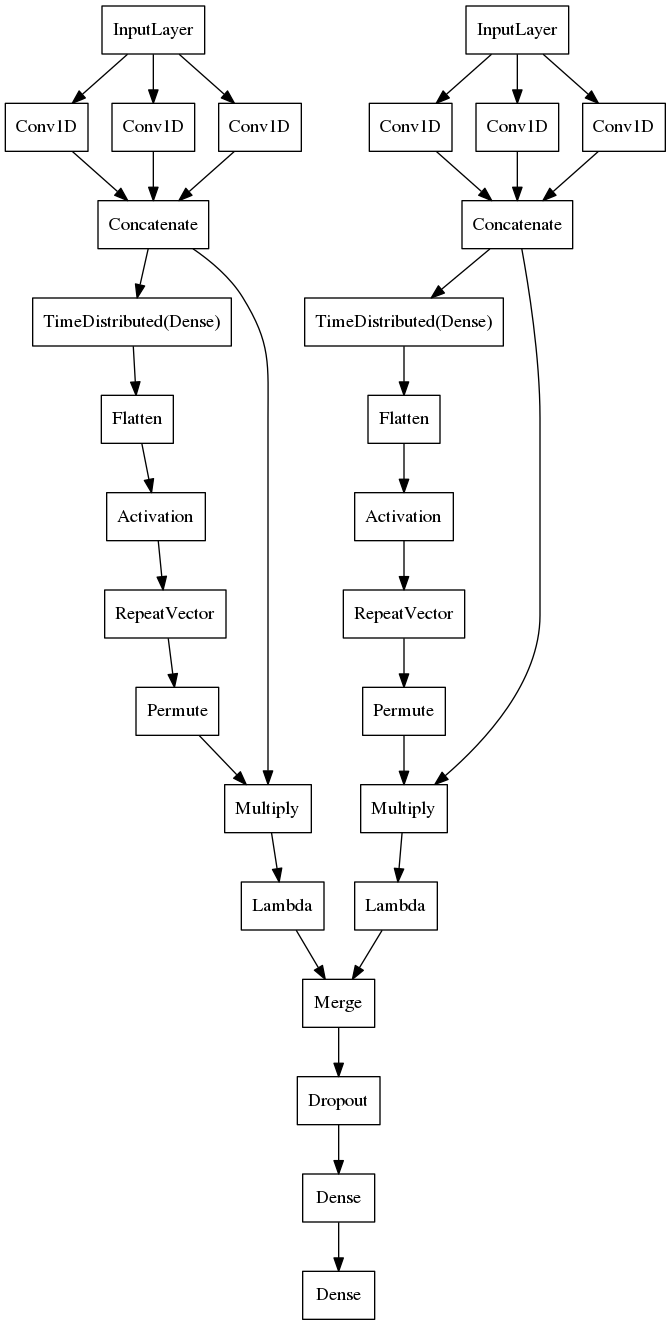 InputLayer
InputLayer
Conv1D
Conv1D
Conv1D
Conv1D
Conv1D
Conv1D
Concatenate
Concatenate
TimeDistributed(Dense)
TimeDistributed(Dense)
Flatten
Flatten
Activation
Activation
RepeatVector
RepeatVector
Permute
Permute
Multiply
Multiply
Lambda
Lambda
Merge
Dropout
Dense
Dense